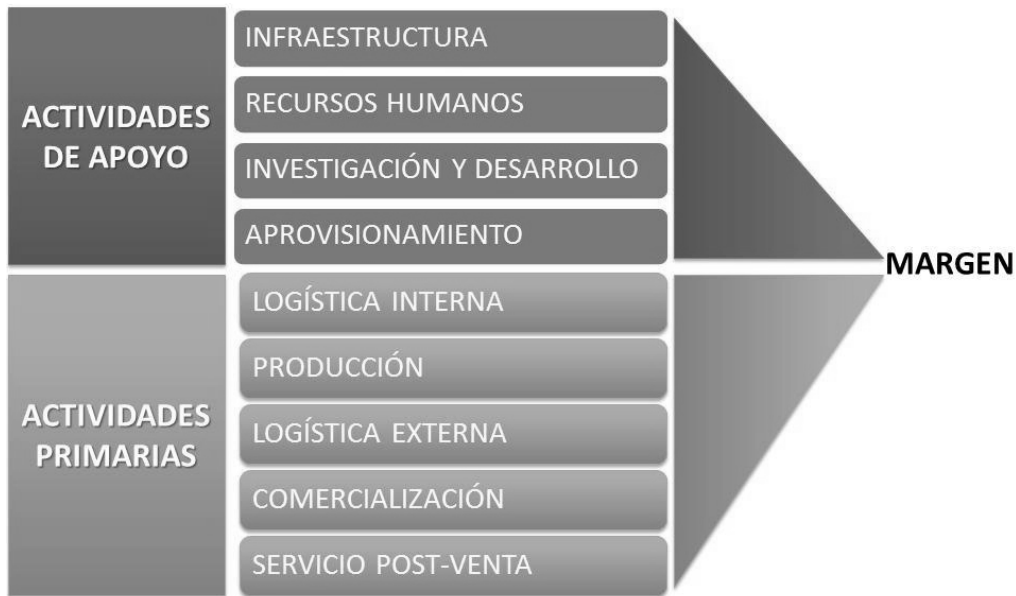 ACTIVIDADES
DE APOYO
INFRAESTRUCTURA
RECURSOS HUMANOS
INVESTIGACIÓN Y DESARROLLO
APROVISIONAMIENTO
ACTIVIDADES
PRIMARIAS
LOGÍSTICA INTERNA
PRODUCCIÓN
LOGÍSTICA EXTERNA
COMERCIALIZACIÓN
SERVICIO POST-VENTA
MARGEN